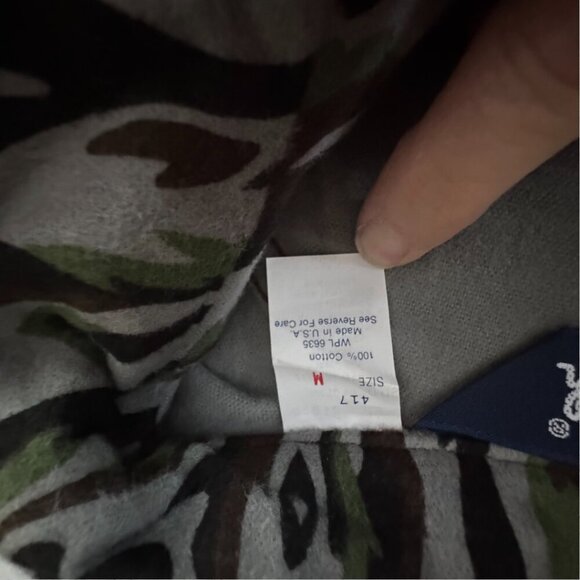 417
SIZE M
100% Cotton
WPL 6635
Made in U.S.A.
See Reverse For Care